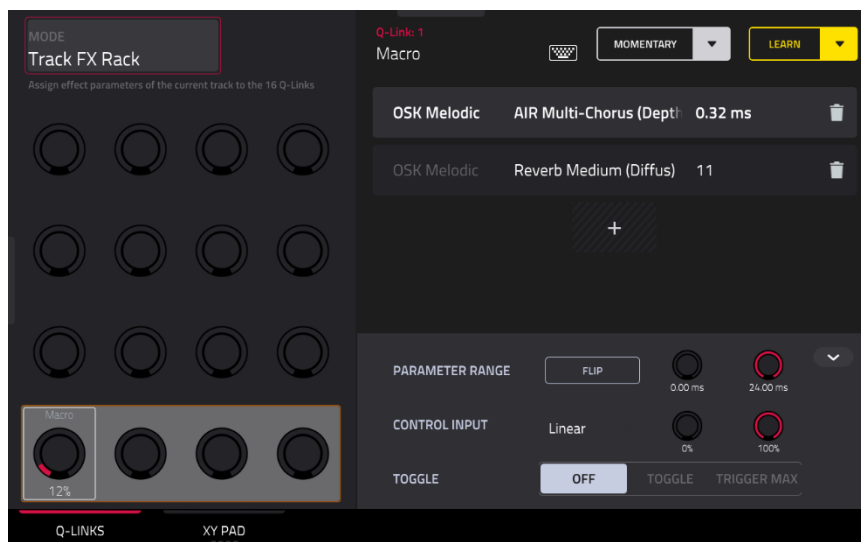 MODE
Track FX Rack
Assign effect parameters of the current track to the 16 Q-Links
Macro
12%
Q-LINKS
XY PAD
Q-Link: 1
Macro
MOMENTARY
LEARN
OSK Melodic AIR Multi-Chorus (Depth 0.32 ms
OSK Melodic Reverb Medium (Diffus) 11
+
PARAMETER RANGE FLIP 0.00 ms 24.00 ms
CONTROL INPUT Linear 0% 100%
TOGGLE OFF TOGGLE TRIGGER MAX